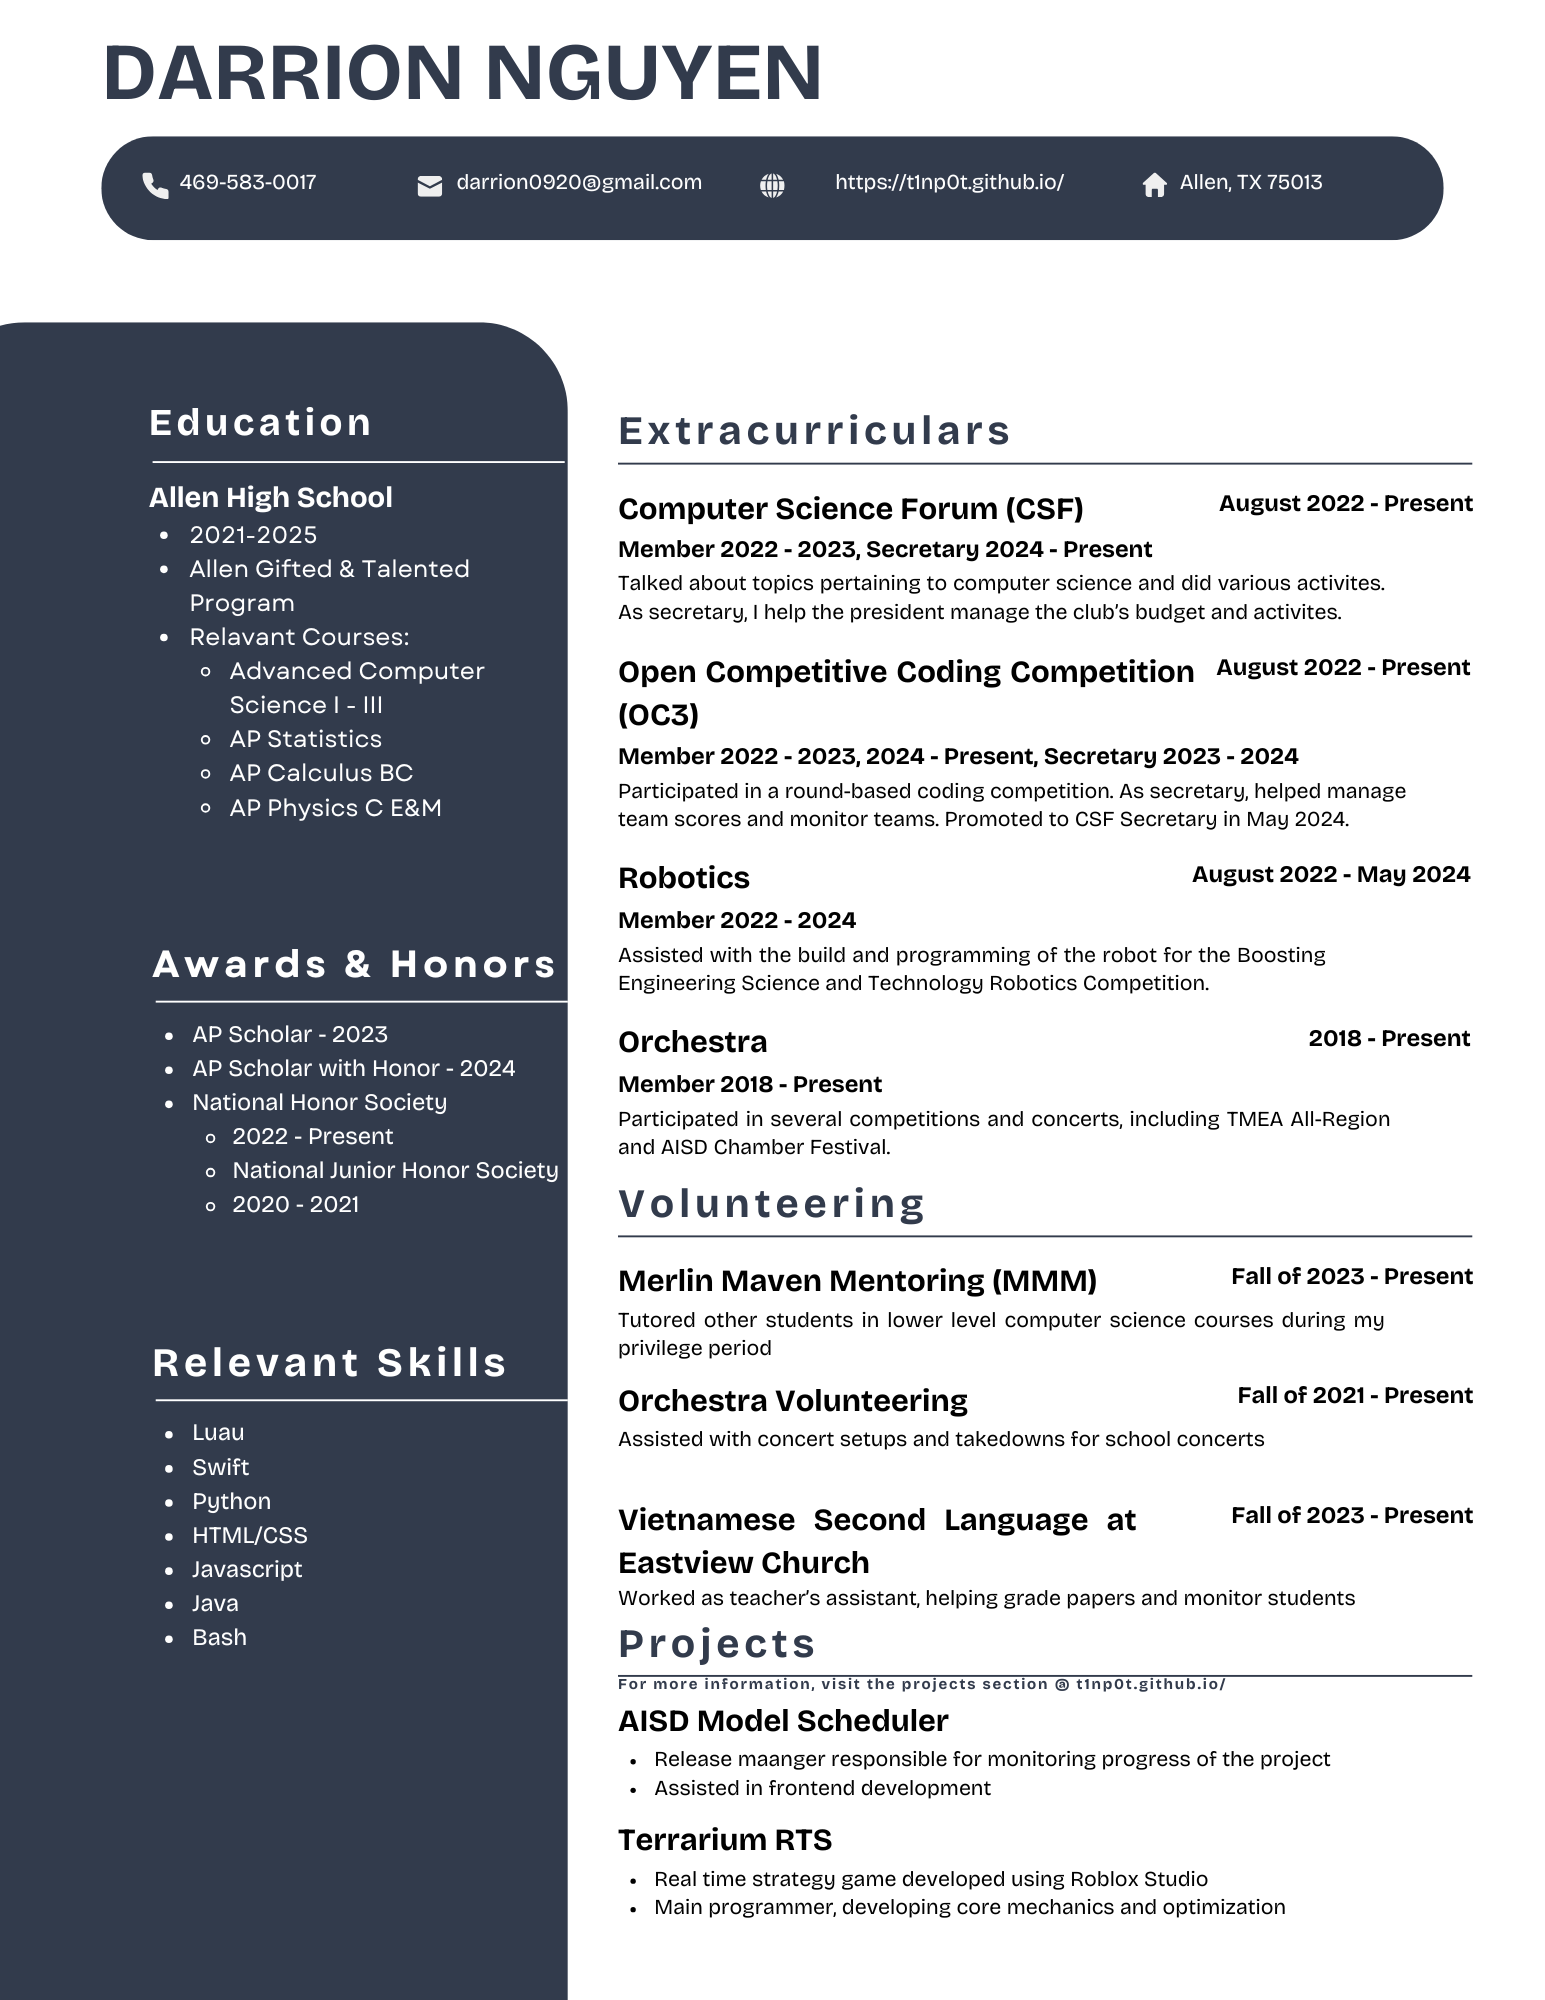 DARRION NGUYEN
469-583-0017
darrion0920@gmail.com
https://t1np0t.github.io/
Allen, TX 75013
Education
Allen High School
2021-2025
Allen Gifted & Talented
Program
Relavant Courses:
Advanced Computer
Science I - III
AP Statistics
AP Calculus BC
AP Physics C E&M
Awards & Honors
AP Scholar - 2023
AP Scholar with Honor - 2024
National Honor Society
2022 - Present
National Junior Honor Society
2020 - 2021
Relevant Skills
Luau
Swift
Python
HTML/CSS
Javascript
Java
Bash
Extracurriculars
Computer Science Forum (CSF) August 2022 - Present
Member 2022 - 2023, Secretary 2024 - Present
Talked about topics pertaining to computer science and did various activites.
As secretary, I help the president manage the club's budget and activites.
Open Competitive Coding Competition August 2022 - Present
(OC3)
Member 2022 - 2023, 2024 - Present, Secretary 2023 - 2024
Participated in a round-based coding competition. As secretary, helped manage
team scores and monitor teams. Promoted to CSF Secretary in May 2024.
Robotics August 2022 - May 2024
Member 2022 - 2024
Assisted with the build and programming of the robot for the Boosting
Engineering Science and Technology Robotics Competition.
Orchestra 2018 - Present
Member 2018 - Present
Participated in several competitions and concerts, including TMEA All-Region
and AISD Chamber Festival.
Volunteering
Merlin Maven Mentoring (MMM) Fall of 2023 - Present
Tutored other students in lower level computer science courses during my
privilege period
Orchestra Volunteering Fall of 2021 - Present
Assisted with concert setups and takedowns for school concerts
Vietnamese Second Language at Fall of 2023 - Present
Eastview Church
Worked as teacher's assistant, helping grade papers and monitor students
Projects
For more information, visit the projects section @ t1np0t.github.io/
AISD Model Scheduler
Release maanger responsible for monitoring progress of the project
Assisted in frontend development
Terrarium RTS
Real time strategy game developed using Roblox Studio
Main programmer, developing core mechanics and optimization